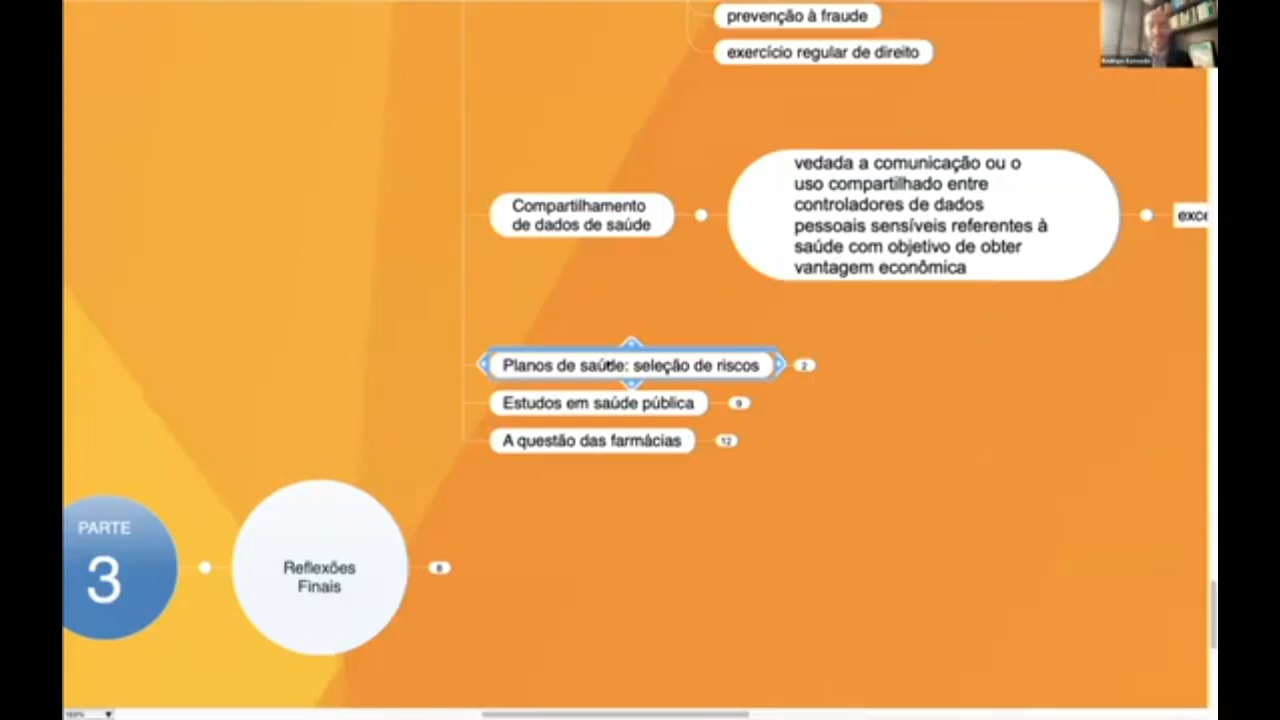 prevenção à fraude
exercício regular de direito
vedada a comunicação ou o
uso compartilhado entre
controladores de dados
pessoais sensíveis referentes à
saúde com objetivo de obter
vantagem econômica
Compartilhamento
de dados de saúde
exce
Planos de saúde: seleção de riscos
2
Estudos em saúde pública
9
A questão das farmácias
12
PARTE
3
Reflexões
Finais
8